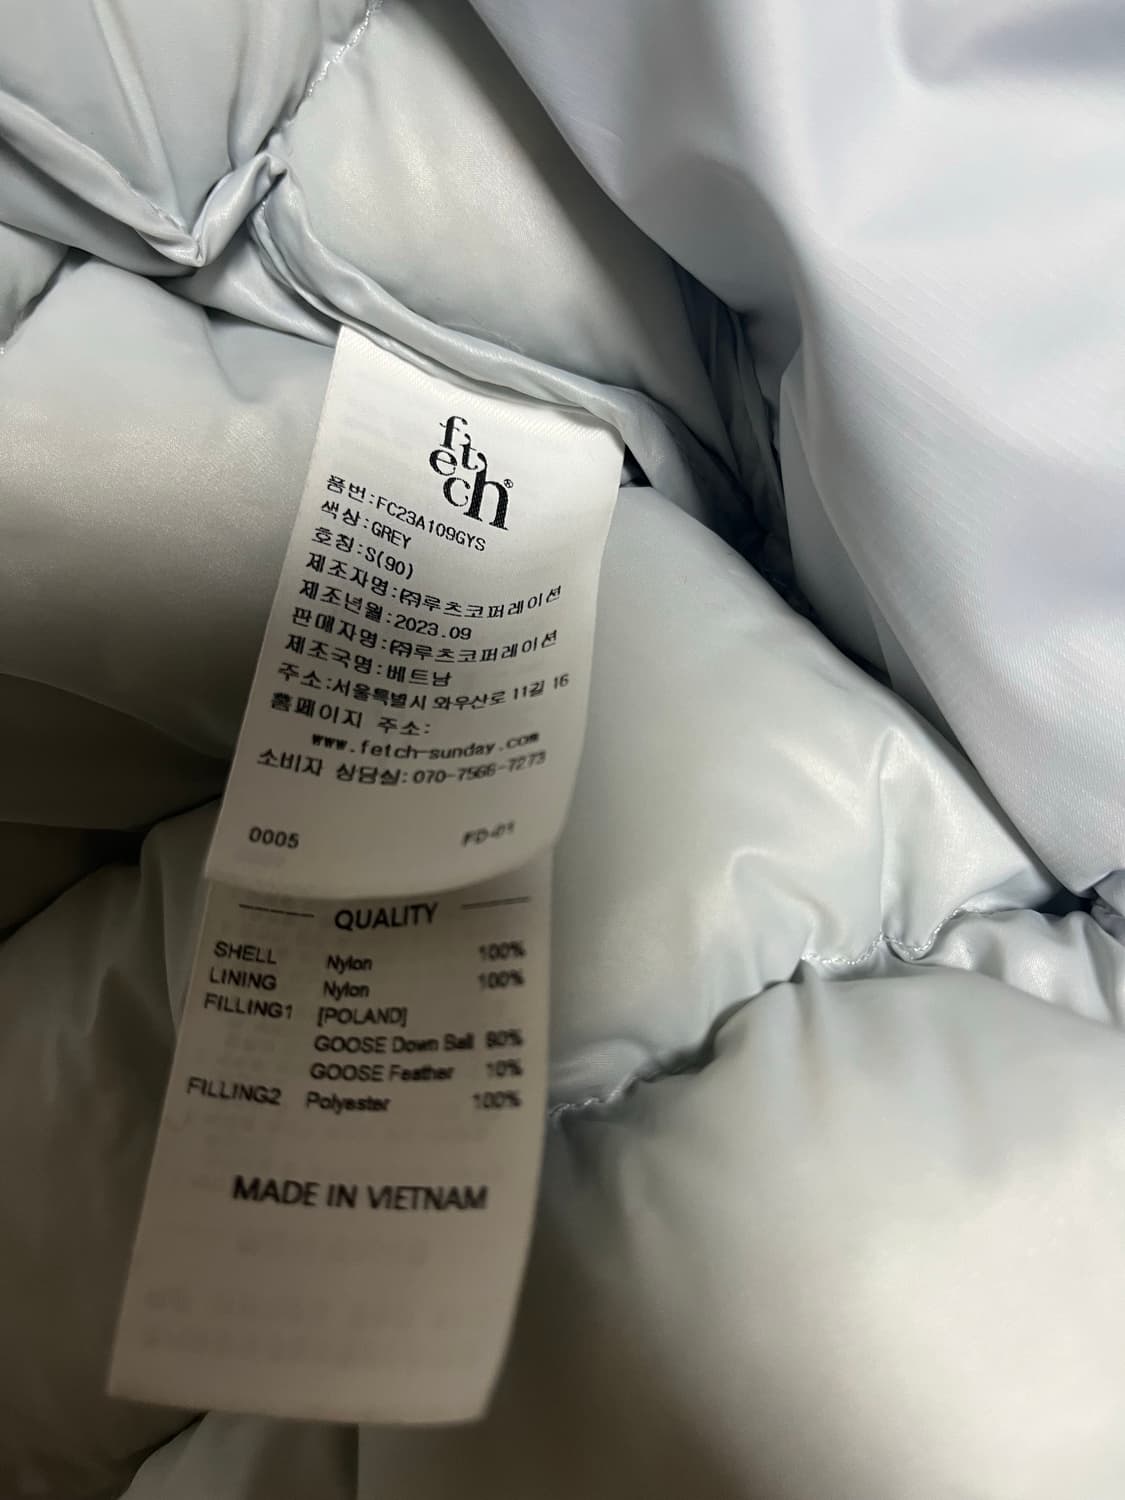 fetch®
품번:FC23A109GYS
색상:GREY
호칭:S(90)
제조자명:㈜루츠코퍼레이션
제조년월:2023.09
판매자명:㈜루츠코퍼레이션
제조국명:베트남
주소:서울특별시 와우산로 11길 16
홈페이지 주소:
www.fetch-sunday.com
소비자 상담실:070-7566-7273
0005 FD-01
QUALITY
SHELL Nylon 100%
LINING Nylon 100%
FILLING1 [POLAND]
GOOSE Down Ball 90%
GOOSE Feather 10%
FILLING2 Polyester 100%
MADE IN VIETNAM